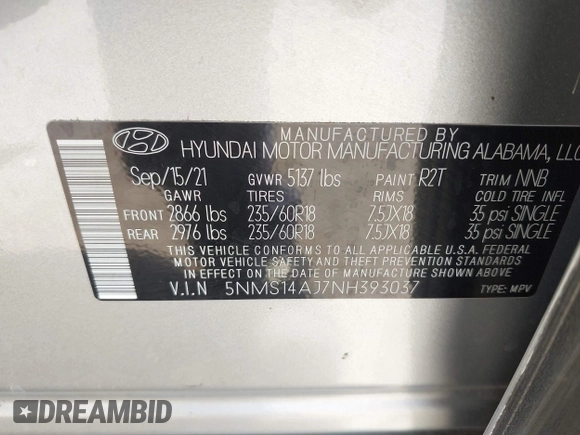 MANUFACTURED BY
HYUNDAI MOTOR MANUFACTURING ALABAMA, LLC
Sep/15/21 GVWR 5137 lbs PAINT R2T TRIM NNB
GAWR TIRES RIMS COLD TIRE INFL
FRONT 2866 lbs 235/60R18 7.5JX18 35 psi SINGLE
REAR 2976 lbs 235/60R18 7.5JX18 35 psi SINGLE
THIS VEHICLE CONFORMS TO ALL APPLICABLE U.S.A. FEDERAL
MOTOR VEHICLE SAFETY AND THEFT PREVENTION STANDARDS
IN EFFECT ON THE DATE OF MANUFACTURE SHOWN ABOVE
V.I.N 5NMS14AJ7NH393037 TYPE: MPV
DREAMBID